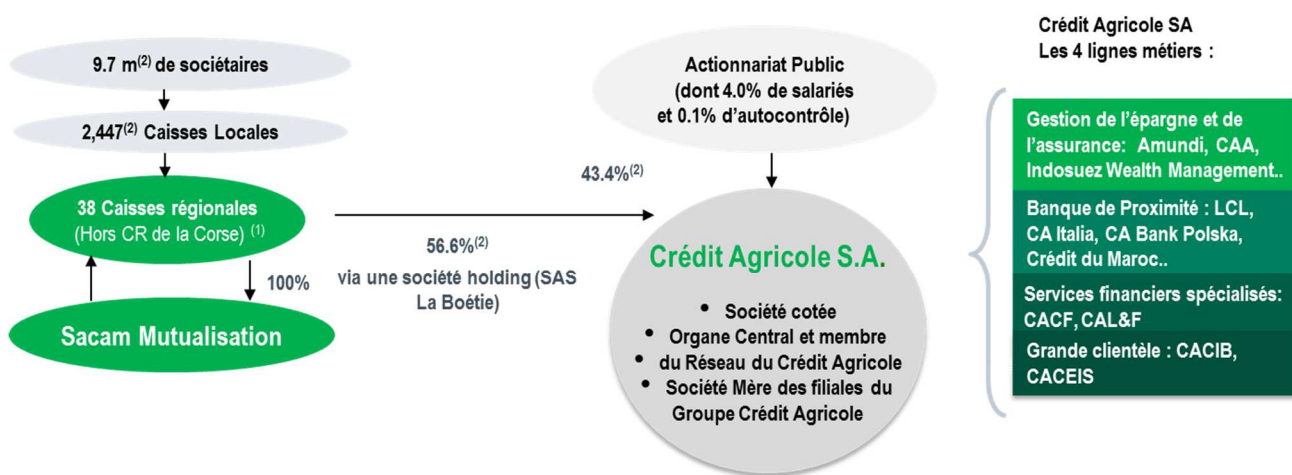 9.7 m(2) de sociétaires
2,447(2) Caisses Locales
38 Caisses régionales
(Hors CR de la Corse) (1)
100%
Sacam Mutualisation
56.6%(2)
via une société holding (SAS
La Boétie)
Actionnariat Public
(dont 4.0% de salariés
et 0.1% d'autocontrôle)
43.4%(2)
Crédit Agricole S.A.
• Société cotée
• Organe Central et membre
• du Réseau du Crédit Agricole
• Société Mère des filiales du
Groupe Crédit Agricole
Crédit Agricole SA
Les 4 lignes métiers :
Gestion de l'épargne et de
l'assurance: Amundi, CAA,
Indosuez Wealth Management..
Banque de Proximité : LCL,
CA Italia, CA Bank Polska,
Crédit du Maroc..
Services financiers spécialisés:
CACF, CAL&F
Grande clientèle : CACIB,
CACEIS